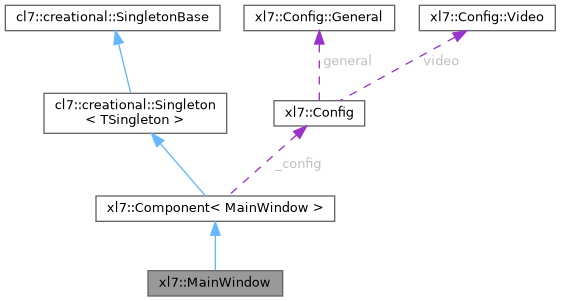 cl7::creational::SingletonBase
xl7::Config::General
xl7::Config::Video
general
video
cl7::creational::Singleton
< TSingleton >
xl7::Config
_config
xl7::Component< MainWindow >
xl7::MainWindow